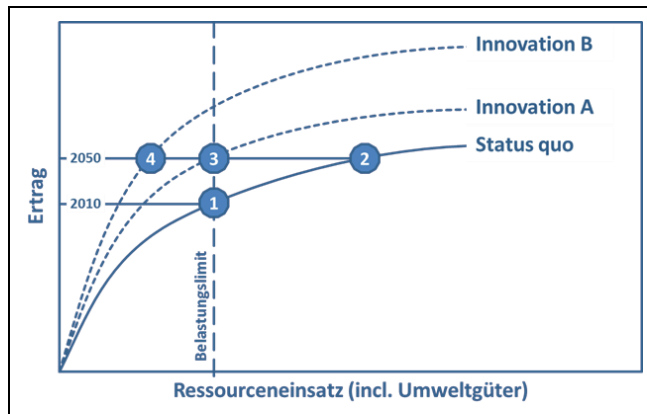 Innovation B
Innovation A
Status quo
2050
4
3
2
2010
1
Ertrag
Belastungslimit
Ressourceneinsatz (incl. Umweltgüter)